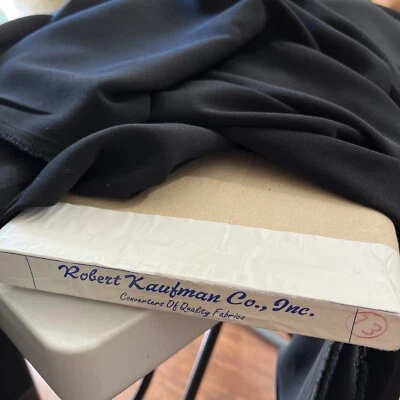 Robert Kaufman Co., Inc.
Converters Of Quality Fabrics